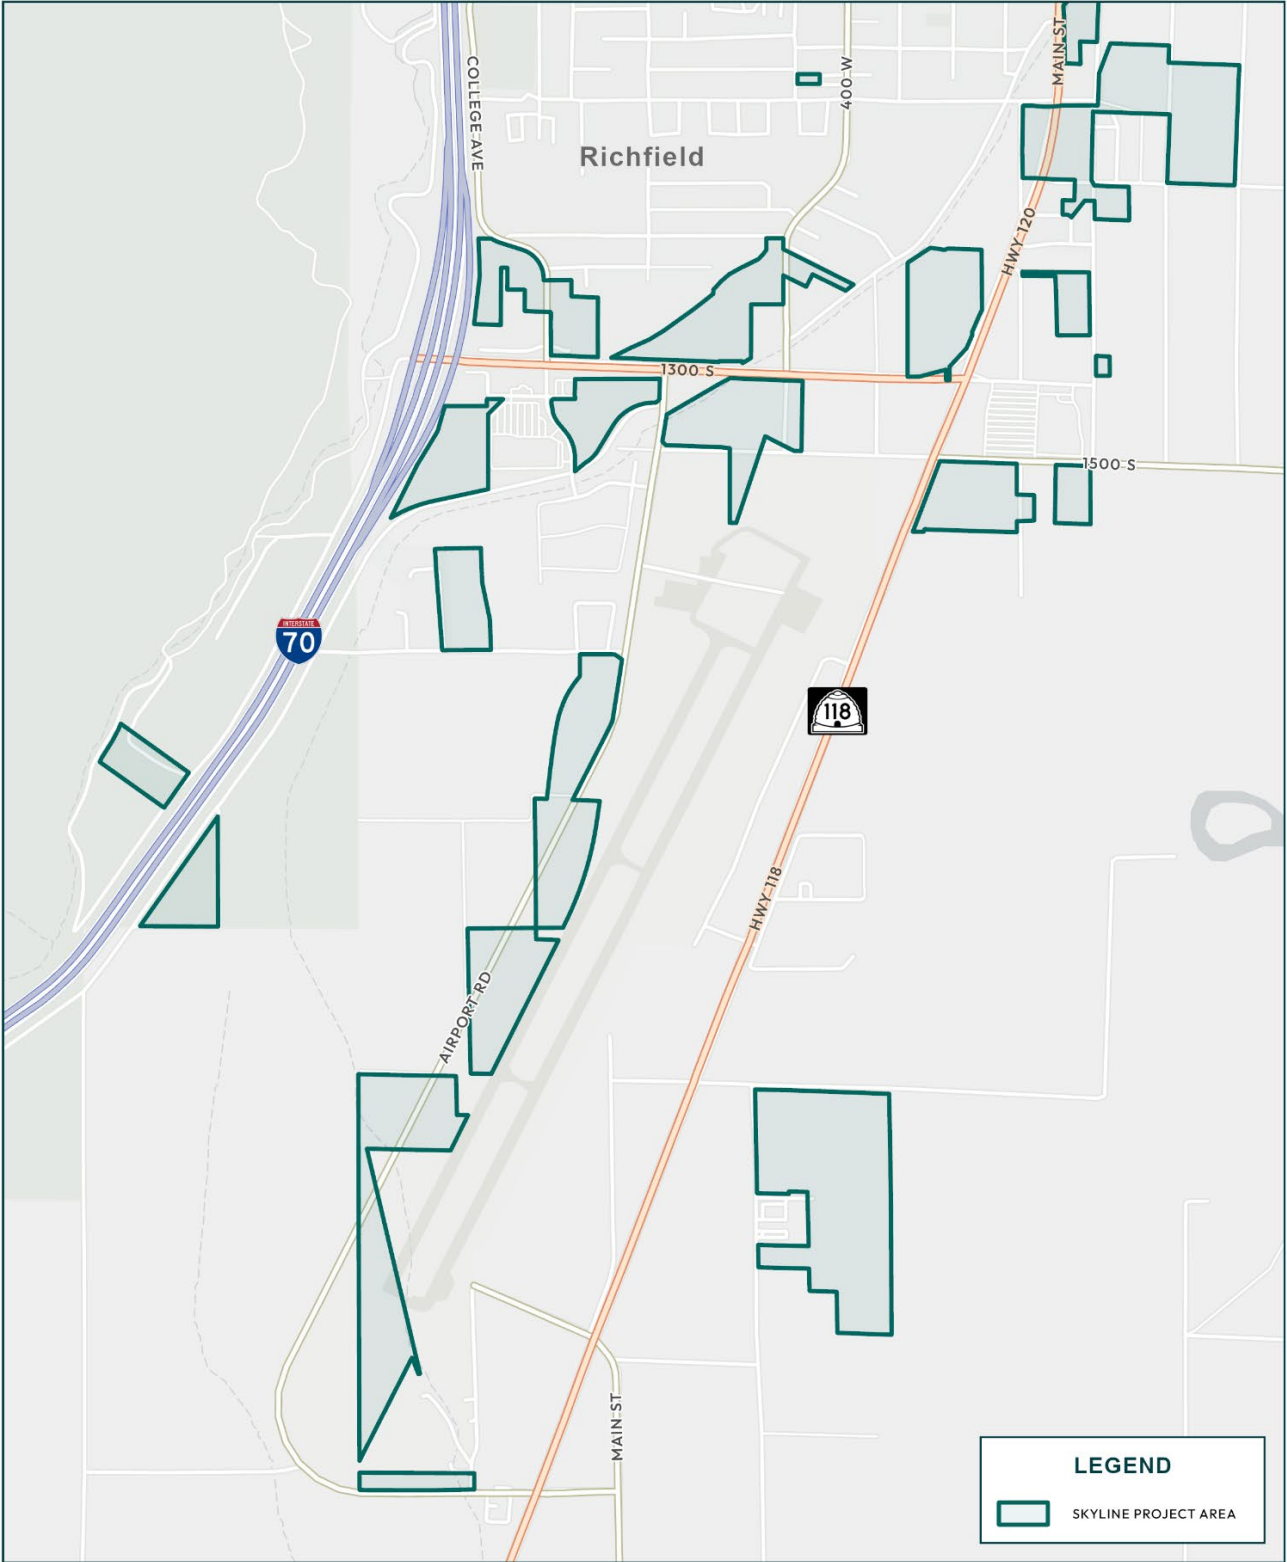 MAIN ST
COLLEGE AVE
400 W
Richfield
HWY 120
1300 S
1500 S
INTERSTATE
70
118
HWY 118
AIRPORT RD
MAIN ST
LEGEND
SKYLINE PROJECT AREA